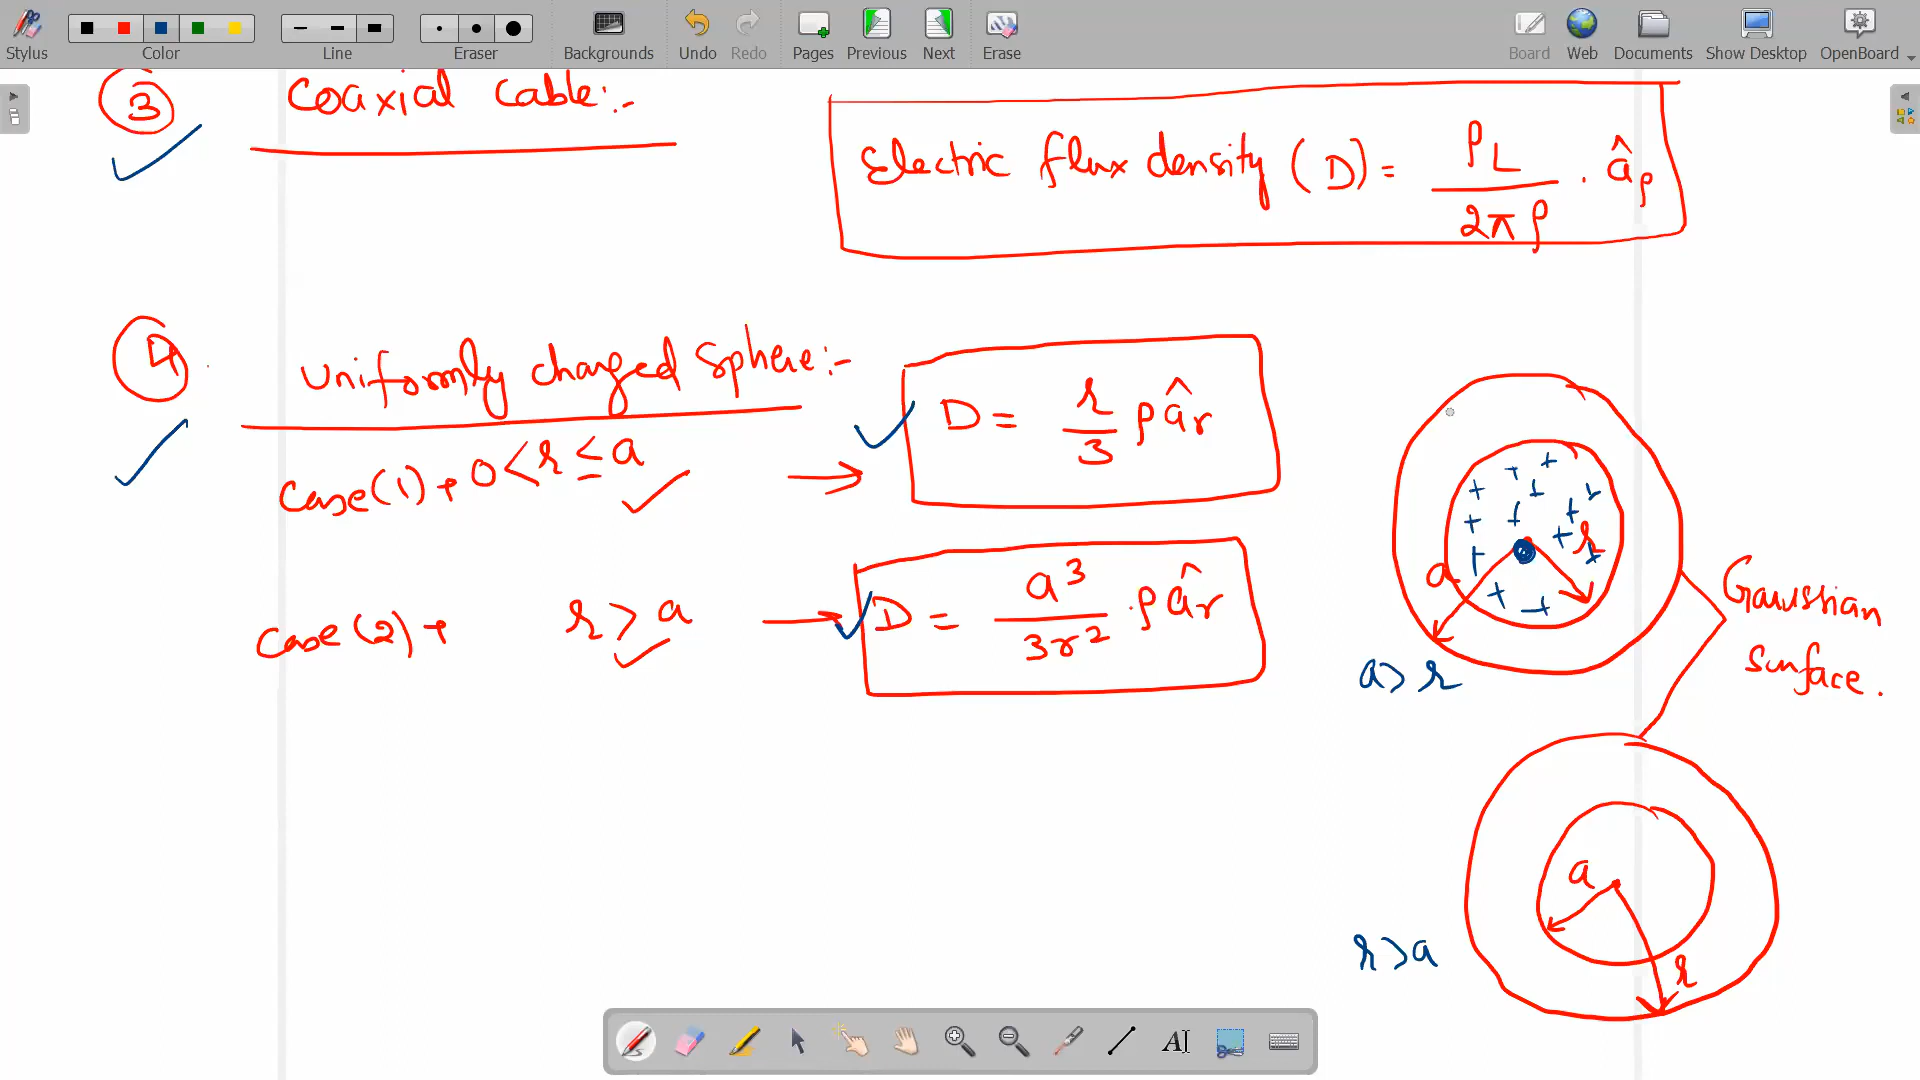 Stylus Color Line Eraser Backgrounds Undo Redo Pages Previous Next Erase Board Web Documents Show Desktop OpenBoard
③ Coaxial Cable:-
Electric flux density (D) = ρL / 2πρ . âρ
④ Uniformly charged Sphere:-
Case(1) → 0 < r ≤ a → D = r/3 ρ âr
Case(2) → r > a → D = a³/3r² . ρ âr
+ + + + + + + + + + + + + +
a r
a > r
Gaussian
Surface.
a
r > a
r
AI